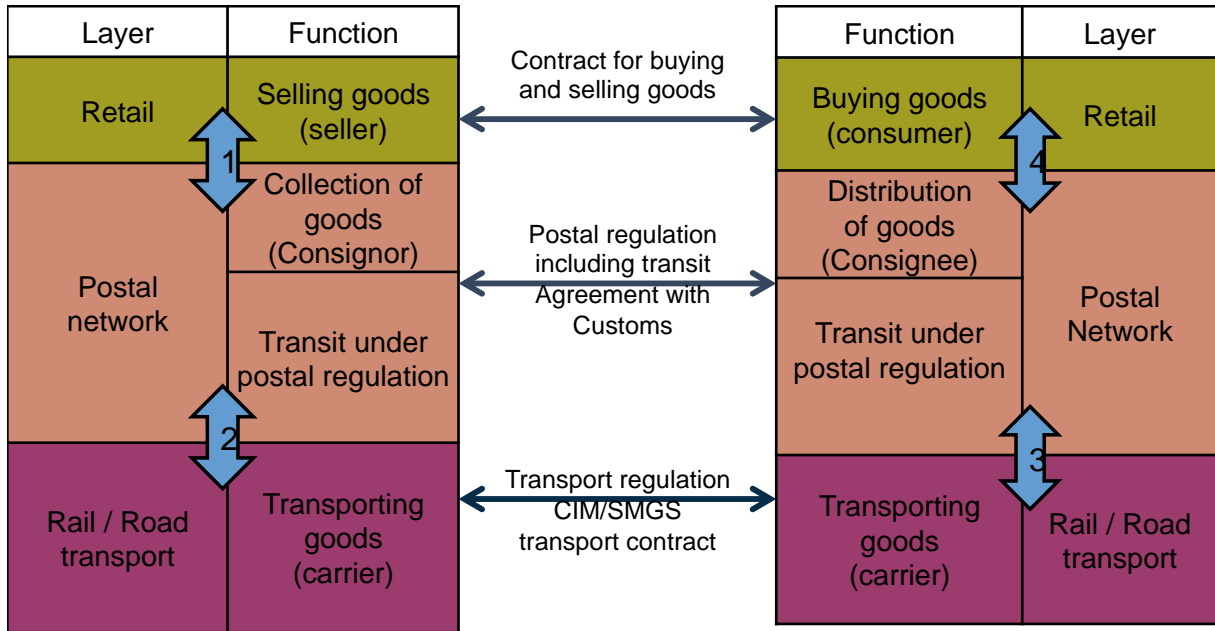 Layer
Function
Retail
Selling goods
(seller)
1
Collection of
goods
(Consignor)
Postal
network
Transit under
postal regulation
2
Rail / Road
transport
Transporting
goods
(carrier)
Contract for buying
and selling goods
Postal regulation
including transit
Agreement with
Customs
Transport regulation
CIM/SMGS
transport contract
Function
Layer
Buying goods
(consumer)
Retail
4
Distribution
of goods
(Consignee)
Postal
Network
Transit under
postal regulation
3
Transporting
goods
(carrier)
Rail / Road
transport